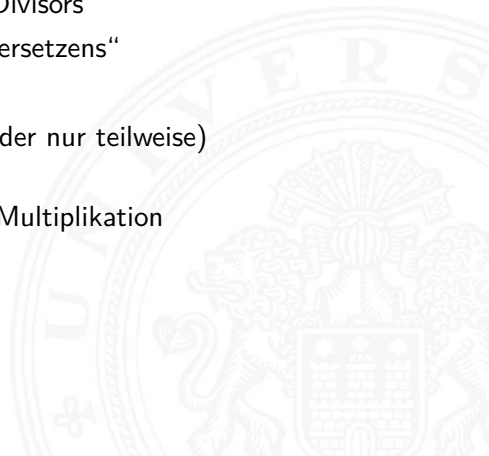 Divisors
ersetzens“
der nur teilweise)
Multiplikation
U N I V E R S